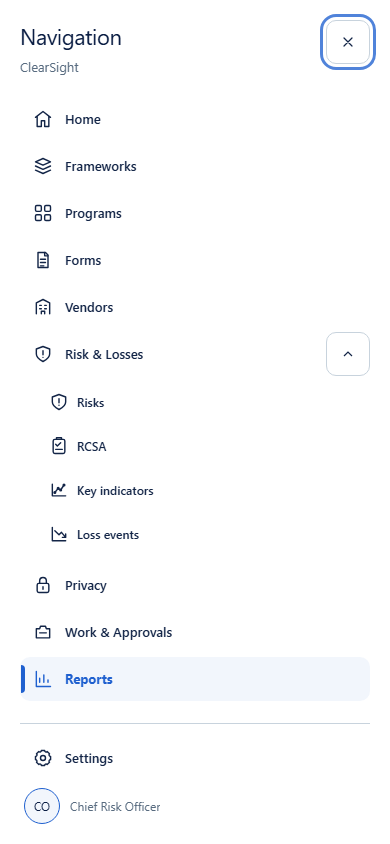 Navigation
ClearSight
Home
Frameworks
Programs
Forms
Vendors
Risk & Losses
Risks
RCSA
Key indicators
Loss events
Privacy
Work & Approvals
Reports
Settings
CO Chief Risk Officer